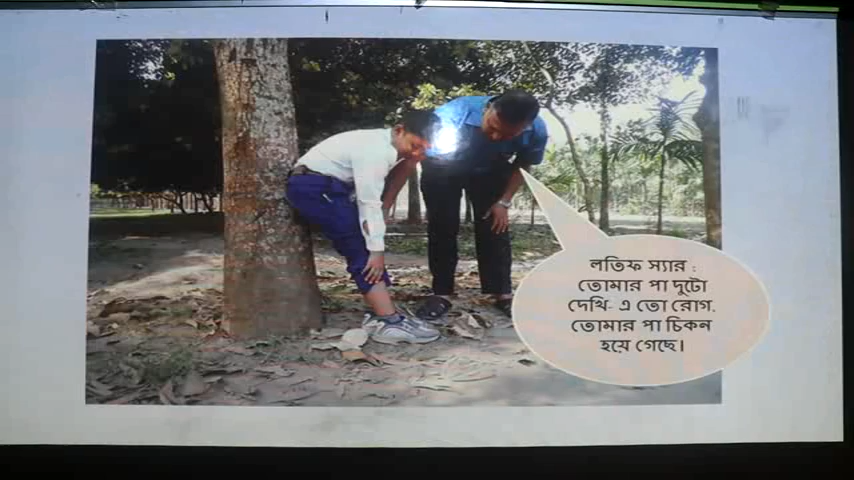 লতিফ স্যার :
তোমার পা দুটো
দেখি- এ তো রোগ.
তোমার পা চিকন
হয়ে গেছে।